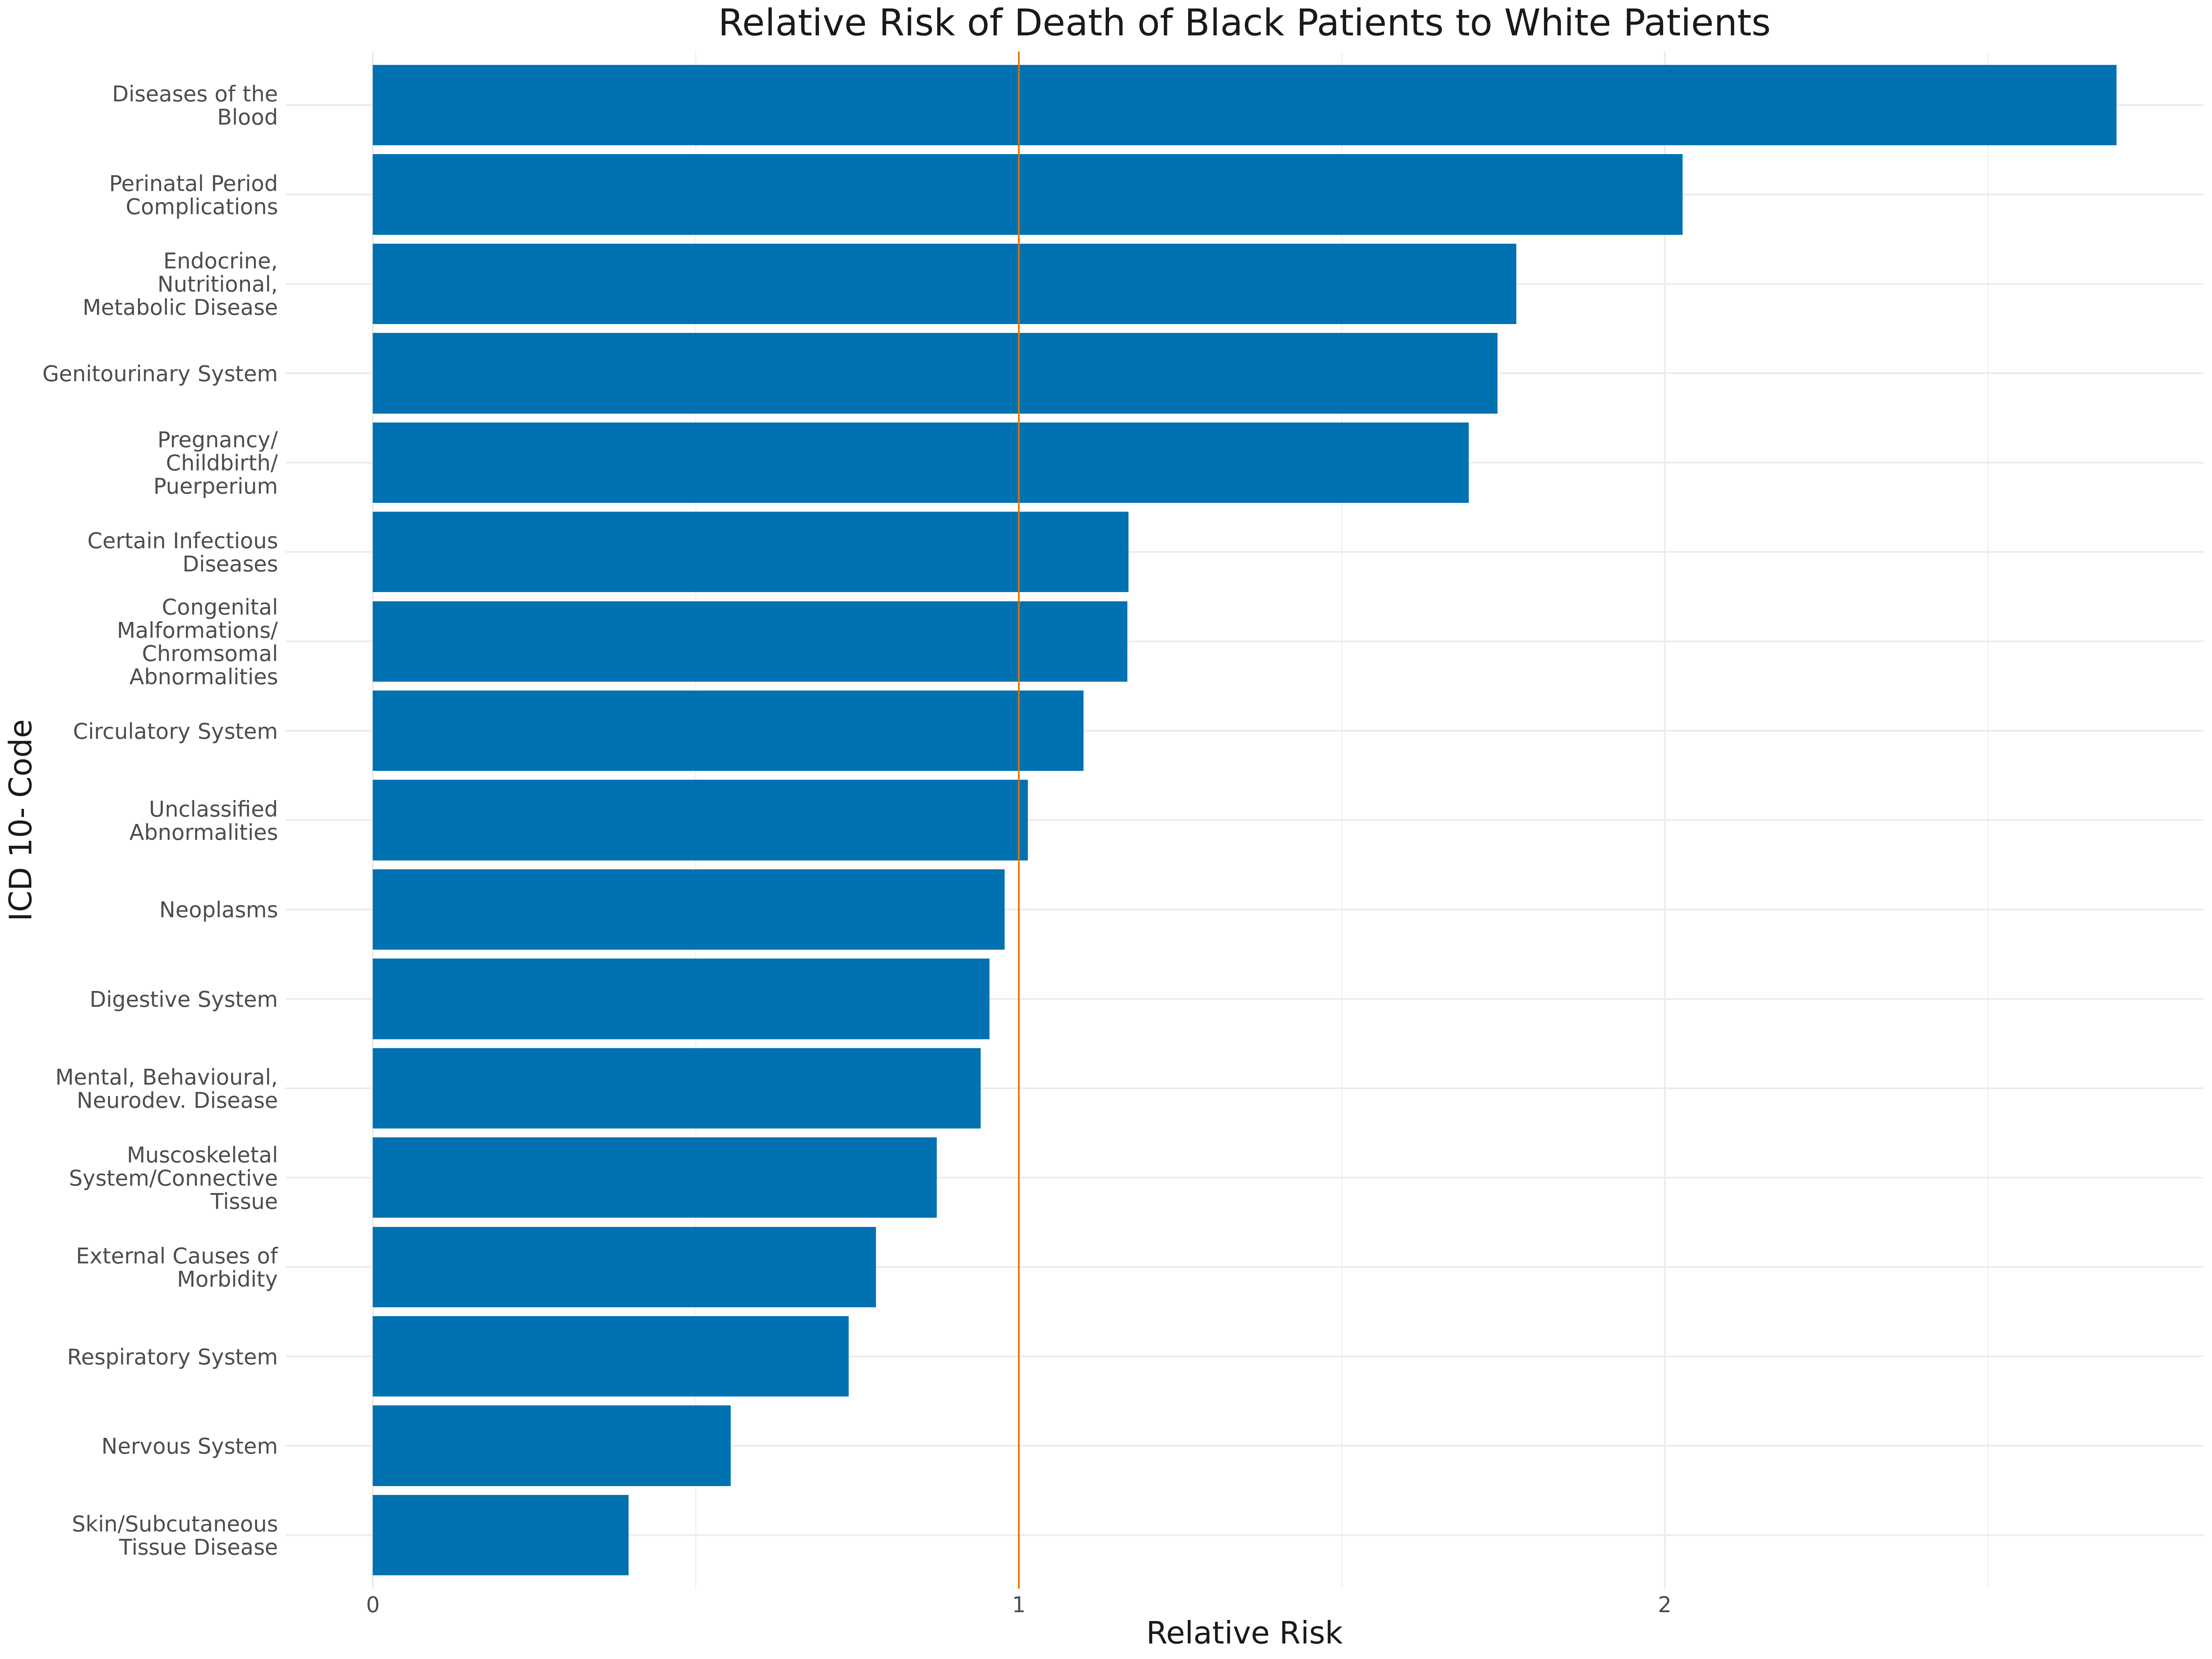 Relative Risk of Death of Black Patients to White Patients
Diseases of the
Blood
Perinatal Period
Complications
Endocrine,
Nutritional,
Metabolic Disease
Genitourinary System
Pregnancy/
Childbirth/
Puerperium
Certain Infectious
Diseases
Congenital
Malformations/
Chromsomal
Abnormalities
Circulatory System
Unclassified
Abnormalities
Neoplasms
Digestive System
Mental, Behavioural,
Neurodev. Disease
Muscoskeletal
System/Connective
Tissue
External Causes of
Morbidity
Respiratory System
Nervous System
Skin/Subcutaneous
Tissue Disease
ICD 10- Code
0 1 2
Relative Risk